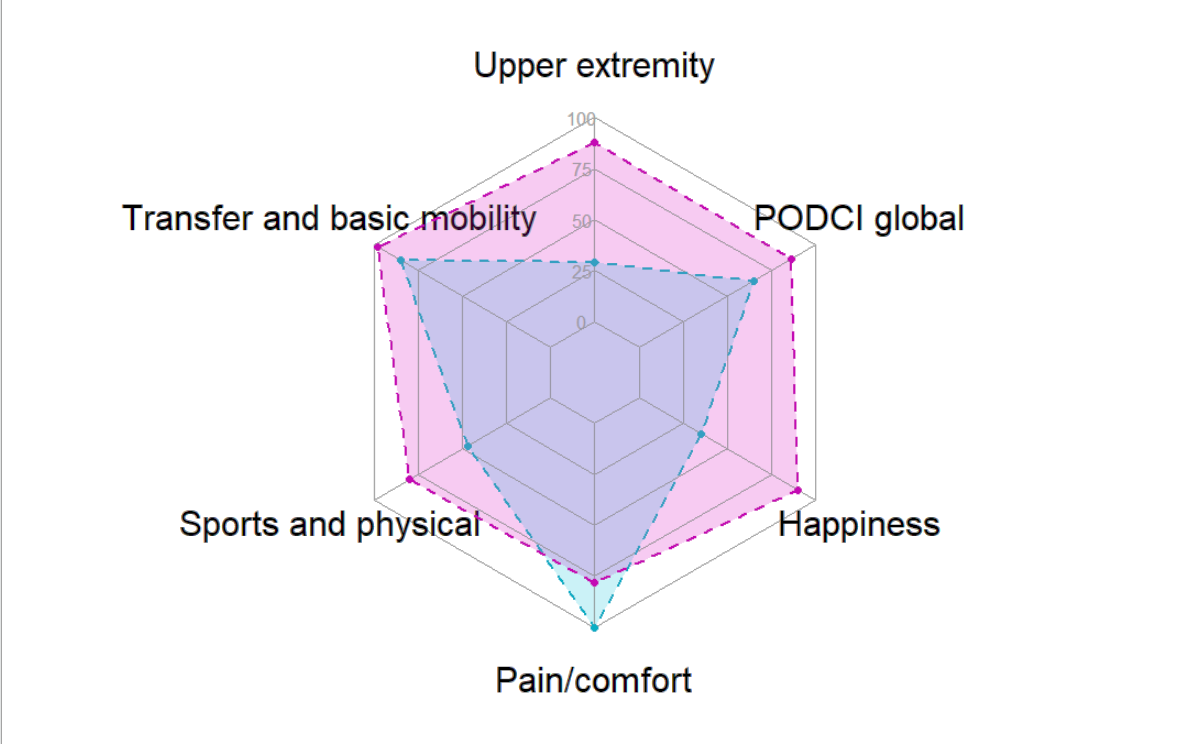 Upper extremity
100
75
Transfer and basic mobility
50
PODCI global
25
0
Sports and physical
Happiness
Pain/comfort